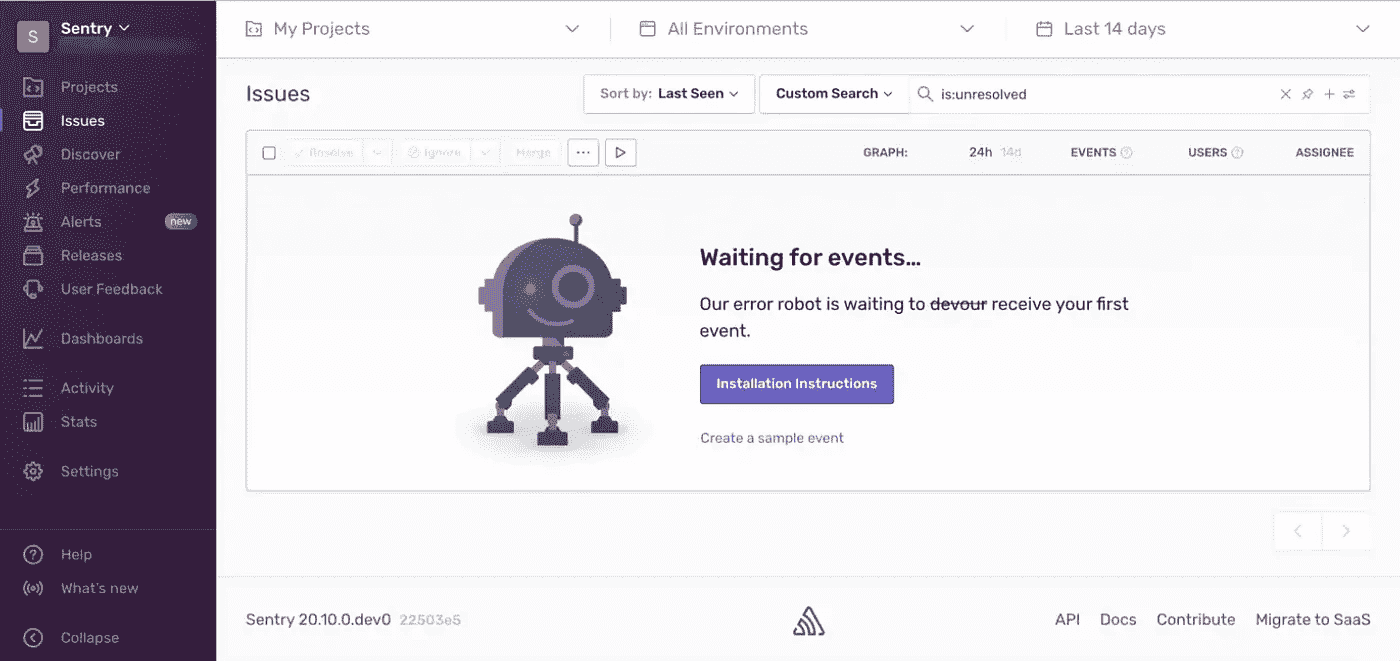 S
Sentry
My Projects
All Environments
Last 14 days
Projects
Issues
Discover
Performance
Alerts
new
Releases
User Feedback
Dashboards
Activity
Stats
Settings
Help
What's new
Collapse
Issues
Sort by: Last Seen
Custom Search
is:unresolved
Resolve
Ignore
Merge
GRAPH:
24h 14d
EVENTS
USERS
ASSIGNEE
Waiting for events…
Our error robot is waiting to devour receive your first
event.
Installation Instructions
Create a sample event
Sentry 20.10.0.dev0 22503e5
API
Docs
Contribute
Migrate to SaaS